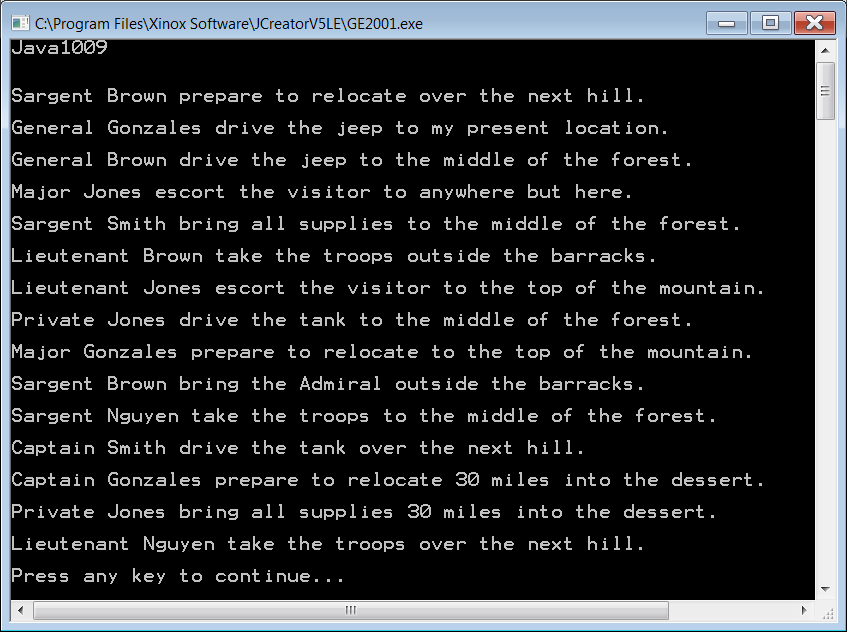 C:\Program Files\Xinox Software\JCreatorV5LE\GE2001.exe
Java1009
Sargent Brown prepare to relocate over the next hill.
General Gonzales drive the jeep to my present location.
General Brown drive the jeep to the middle of the forest.
Major Jones escort the visitor to anywhere but here.
Sargent Smith bring all supplies to the middle of the forest.
Lieutenant Brown take the troops outside the barracks.
Lieutenant Jones escort the visitor to the top of the mountain.
Private Jones drive the tank to the middle of the forest.
Major Gonzales prepare to relocate to the top of the mountain.
Sargent Brown bring the Admiral outside the barracks.
Sargent Nguyen take the troops to the middle of the forest.
Captain Smith drive the tank over the next hill.
Captain Gonzales prepare to relocate 30 miles into the dessert.
Private Jones bring all supplies 30 miles into the dessert.
Lieutenant Nguyen take the troops over the next hill.
Press any key to continue...